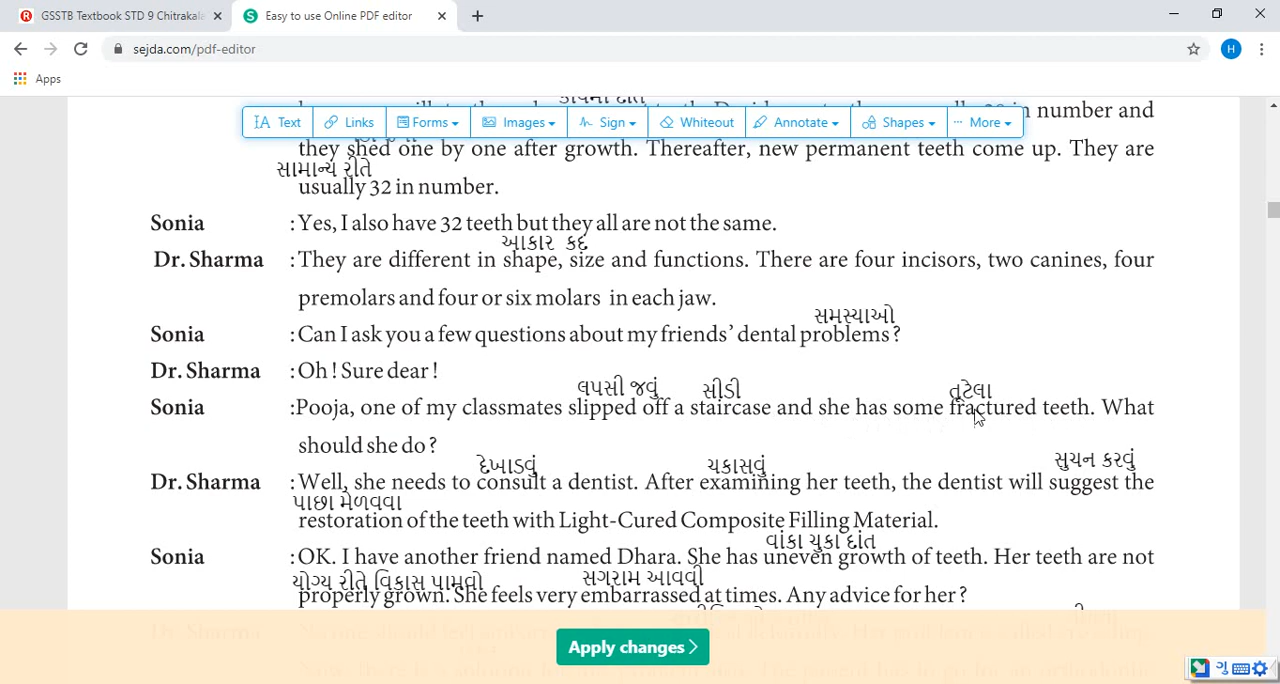 GSSTB Textbook STD 9 Chitrakala
Easy to use Online PDF editor
sejda.com/pdf-editor
H
Apps
Text Links Forms Images Sign Whiteout Annotate Shapes More
in number and
they shed one by one after growth. Thereafter, new permanent teeth come up. They are
સામાન્ય રીતે
usually 32 in number.
Sonia : Yes, I also have 32 teeth but they all are not the same.
આકાર કદ
Dr. Sharma : They are different in shape, size and functions. There are four incisors, two canines, four
premolars and four or six molars in each jaw.
સમસ્યાઓ
Sonia : Can I ask you a few questions about my friends' dental problems?
Dr. Sharma : Oh ! Sure dear !
લપસી જવું સીડી તૂટેલા
Sonia :Pooja, one of my classmates slipped off a staircase and she has some fractured teeth. What
should she do ?
દેખાડવું ચકાસવું સુચન કરવું
Dr. Sharma : Well, she needs to consult a dentist. After examining her teeth, the dentist will suggest the
પાછા મેળવવા
restoration of the teeth with Light-Cured Composite Filling Material.
વાંકા ચુકા દાંત
Sonia : OK. I have another friend named Dhara. She has uneven growth of teeth. Her teeth are not
યોગ્ય રીતે વિકાસ પામવો સગરામ આવવી
properly grown. She feels very embarrassed at times. Any advice for her ?
Dr. Sharma
Apply changes